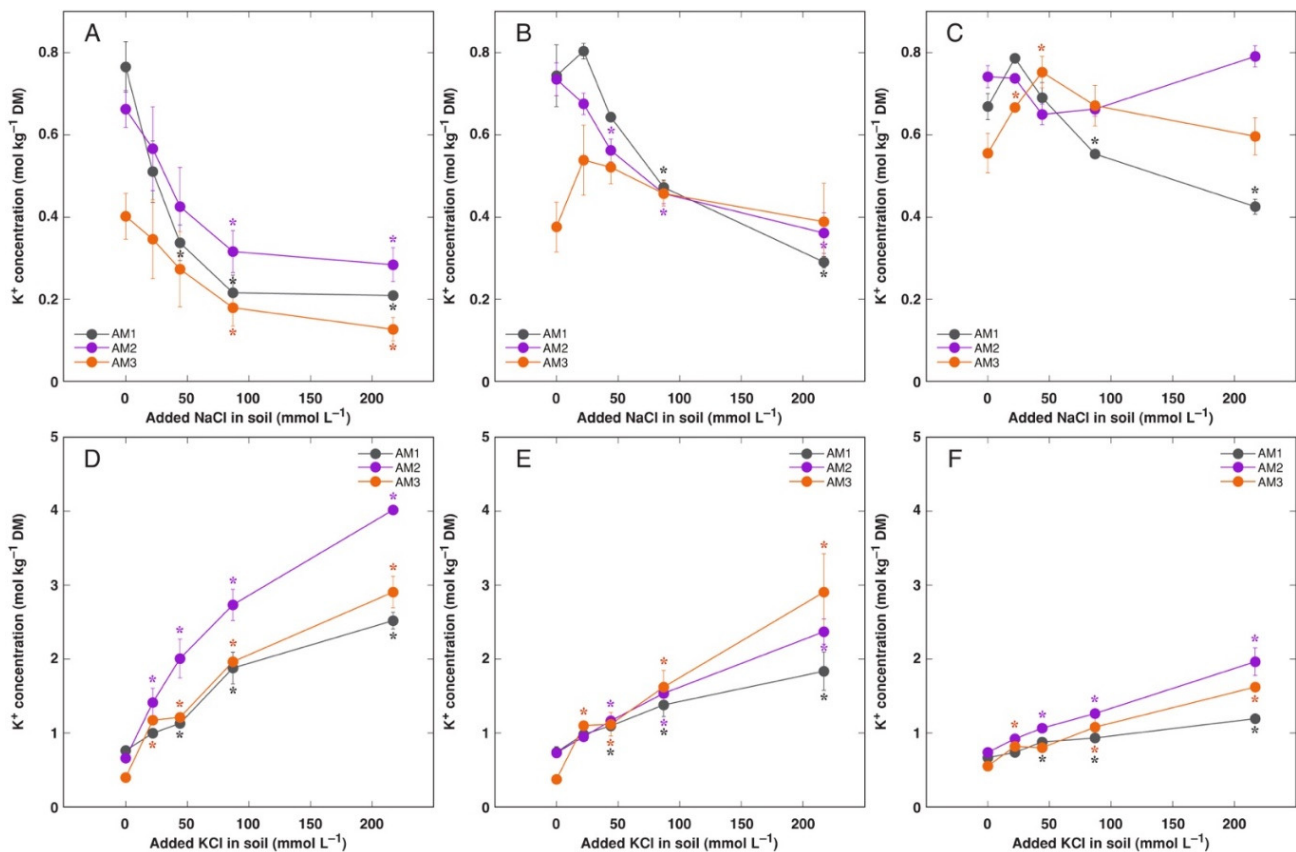 A
K⁺ concentration (mol kg⁻¹ DM)
0.8
0.6
0.4
0.2
0
AM1
AM2
AM3
0 50 100 150 200
Added NaCl in soil (mmol L⁻¹)
B
K⁺ concentration (mol kg⁻¹ DM)
0.8
0.6
0.4
0.2
0
AM1
AM2
AM3
0 50 100 150 200
Added NaCl in soil (mmol L⁻¹)
C
K⁺ concentration (mol kg⁻¹ DM)
0.8
0.6
0.4
0.2
0
AM1
AM2
AM3
0 50 100 150 200
Added NaCl in soil (mmol L⁻¹)
D
K⁺ concentration (mol kg⁻¹ DM)
5
4
3
2
1
0
AM1
AM2
AM3
0 50 100 150 200
Added KCl in soil (mmol L⁻¹)
E
K⁺ concentration (mol kg⁻¹ DM)
5
4
3
2
1
0
AM1
AM2
AM3
0 50 100 150 200
Added KCl in soil (mmol L⁻¹)
F
K⁺ concentration (mol kg⁻¹ DM)
5
4
3
2
1
0
AM1
AM2
AM3
0 50 100 150 200
Added KCl in soil (mmol L⁻¹)